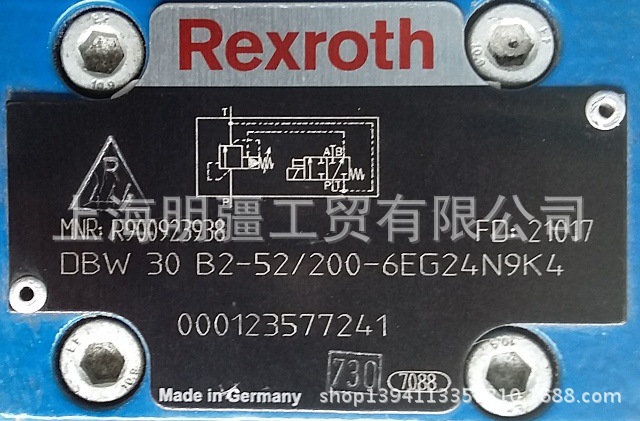 Rexroth
T
A B
P T
P
R
MNR: R900923938 FD: 21017
上海明疆工贸有限公司
DBW 30 B2-52/200-6EG24N9K4
000123577241
730 7088
Made in Germany